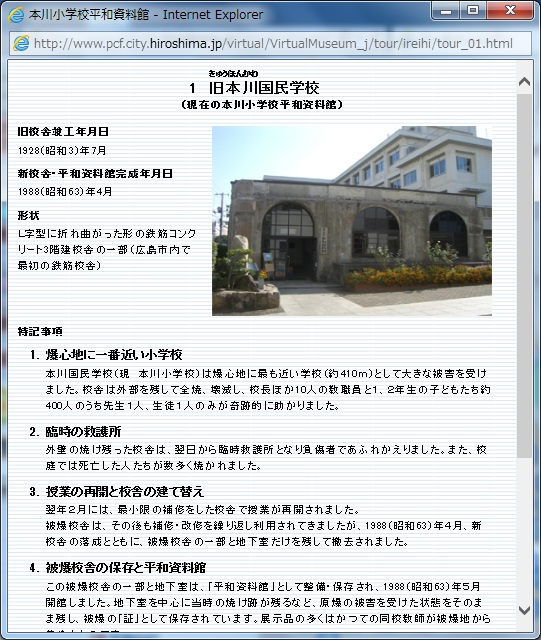 本川小学校平和資料館 - Internet Explorer
http://www.pcf.city.hiroshima.jp/virtual/VirtualMuseum_j/tour/ireihi/tour_01.html
きゅうほんかわ
1 旧本川国民学校
(現在の本川小学校平和資料館)
旧校舎竣工年月日
1928(昭和3)年7月
新校舎・平和資料館完成年月日
1988(昭和63)年4月
形状
L字型に折れ曲がった形の鉄筋コンク
リート3階建校舎の一部(広島市内で
最初の鉄筋校舎)
特記事項
1. 爆心地に一番近い小学校
本川国民学校(現 本川小学校)は爆心地に最も近い学校(約410m)として大きな被害を受け
ました。校舎は外部を残して全焼、壊滅し、校長ほか10人の教職員と1、2年生の子どもたち約
400人のうち先生1人、生徒1人のみが奇跡的に助かりました。
2. 臨時の救護所
外壁の焼け残った校舎は、翌日から臨時救護所となり負傷者であふれかえりました。また、校
庭では死亡した人たちが数多く焼かれました。
3. 授業の再開と校舎の建て替え
翌年2月には、最小限の補修をした校舎で授業が再開されました。
被爆校舎は、その後も補修・改修を繰り返し利用されてきましたが、1988(昭和63)年4月、新
校舎の落成とともに、被爆校舎の一部と地下室だけを残して撤去されました。
4. 被爆校舎の保存と平和資料館
この被爆校舎の一部と地下室は、「平和資料館」として整備・保存され、1988(昭和63)年5月
開館しました。地下室を中心に当時の焼け跡が残るなど、原爆の被害を受けた状態をそのま
ま残し、被爆の「証」として保存されています。展示品の多くはかつての同校教師が被爆地から